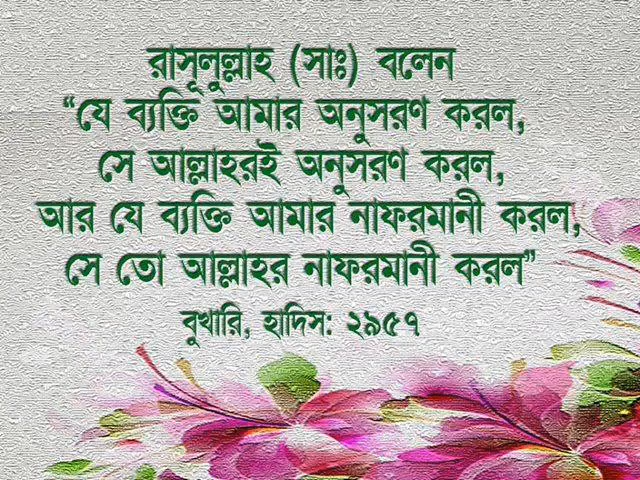 রাসূলুল্লাহ (সাঃ) বলেন
“যে ব্যক্তি আমার অনুসরণ করল,
সে আল্লাহরই অনুসরণ করল,
আর যে ব্যক্তি আমার নাফরমানী করল,
সে তো আল্লাহর নাফরমানী করল”
বুখারি, হাদিস: ২৯৫৭